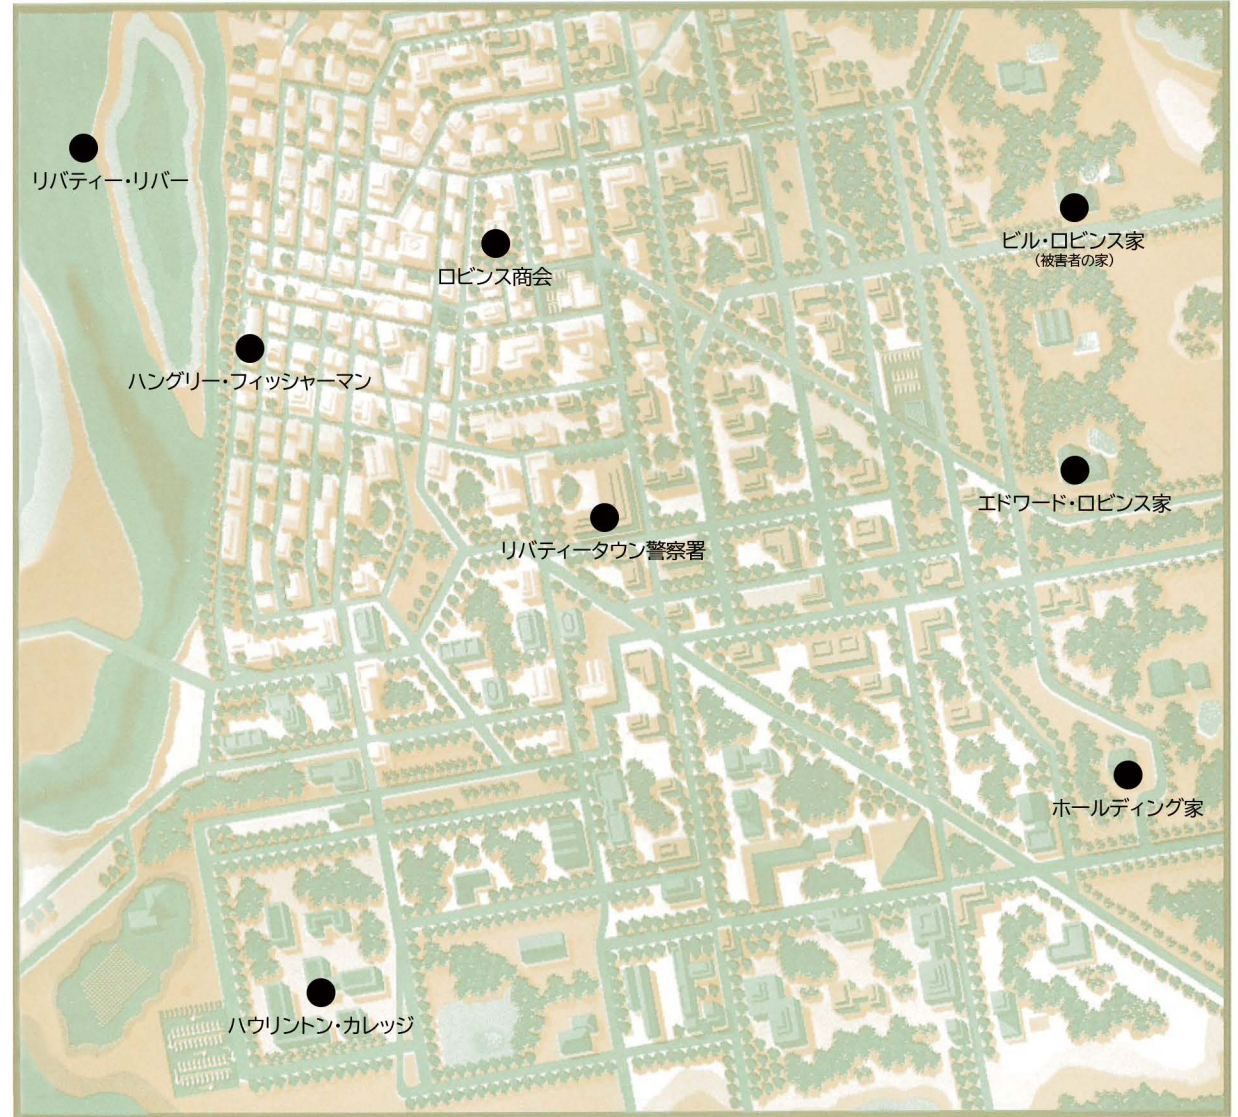 リバティー・リバー
ビル・ロビンス家
（被害者の家）
ロビンス商会
ハングリー・フィッシャーマン
エドワード・ロビンス家
リバティータウン警察署
ホールディング家
ハウリントン・カレッジ